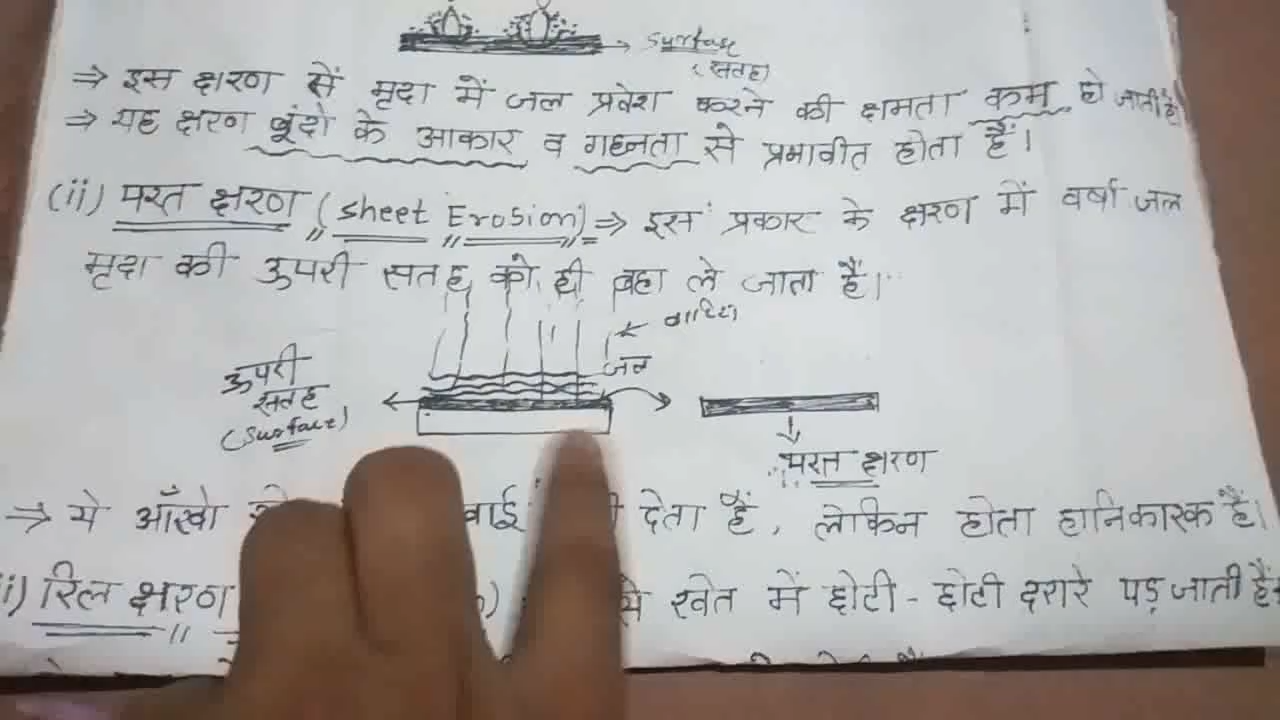 Surface
(सतह)
⇒ इस क्षरण सें मृदा में जल प्रवेश करने की क्षमता कम हो जाती है
⇒ यह क्षरण बूंदो के आकार व गहनता से प्रभावीत होता हैं।
(ii) परत क्षरण (Sheet Erosion) ⇒ इस प्रकार के क्षरण में वर्षा जल
मृदा की ऊपरी सतह को ही बहा ले जाता हैं।
जल
ऊपरी
सतह
(Surface)
परत क्षरण
⇒ ये आँखो देता हैं, लेकिन होता हानिकारक हैं।
i) रिल क्षरण खेत में छोटी - छोटी दरारे पड़ जाती हैं